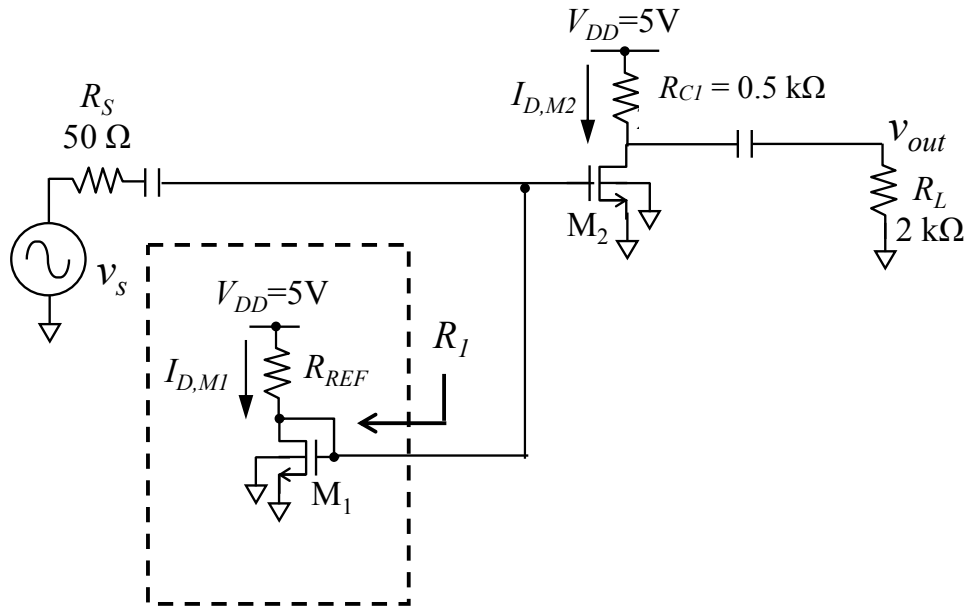 V_DD=5V
R_S
50 Ω
I_D,M2
R_C1 = 0.5 kΩ
v_out
R_L
2 kΩ
M_2
v_s
V_DD=5V
I_D,M1
R_REF
R_1
M_1